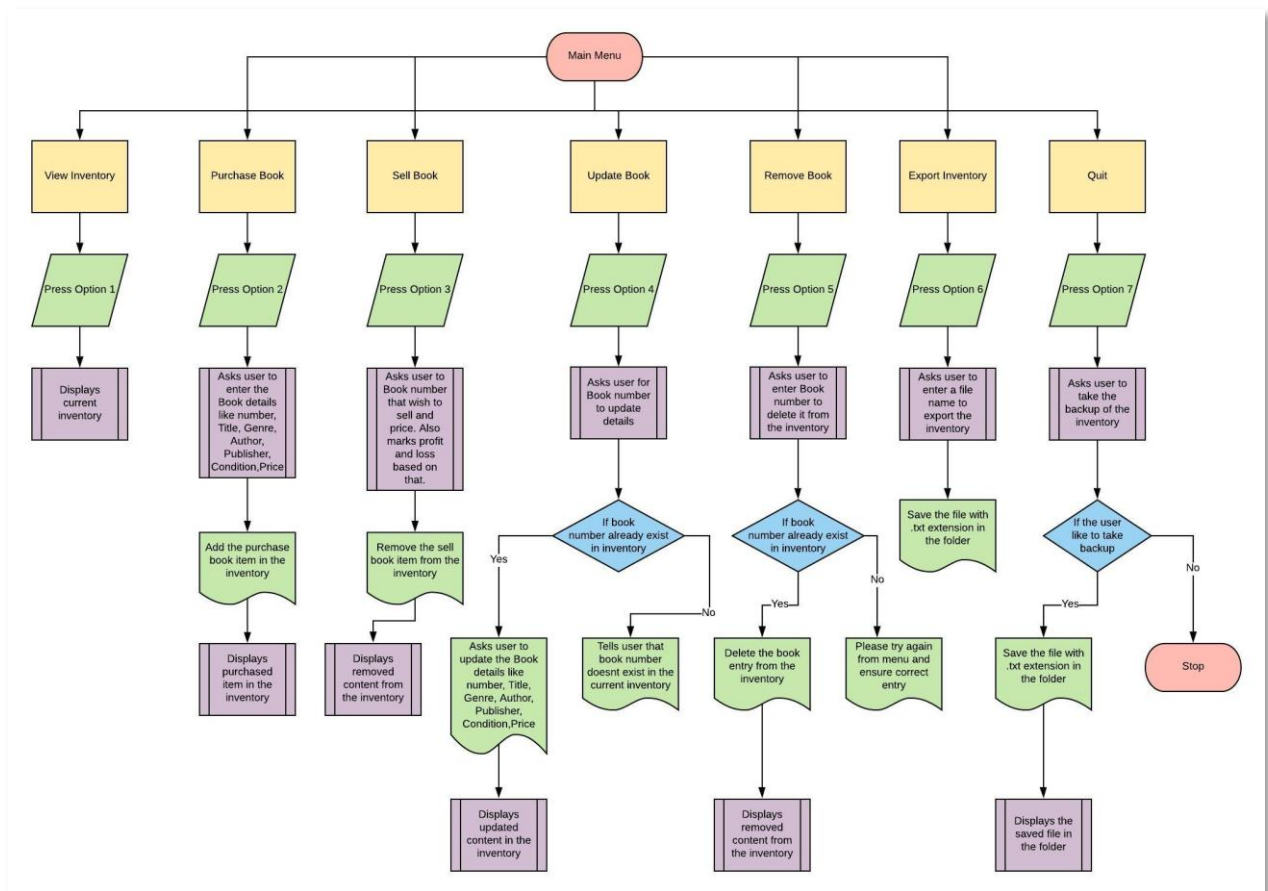 Main Menu
View Inventory
Purchase Book
Sell Book
Update Book
Remove Book
Export Inventory
Quit
Press Option 1
Press Option 2
Press Option 3
Press Option 4
Press Option 5
Press Option 6
Press Option 7
Displays
current
inventory
Asks user to
enter the
Book details
like number,
Title, Genre,
Author,
Publisher,
Condition,Price
Asks user to
Book number
that wish to
sell and
price. Also
marks profit
and loss
based on
that.
Asks user for
Book number
to update
details
Asks user to
enter Book
number to
delete it from
the inventory
Asks user to
enter a file
name to
export the
inventory
Asks user to
take the
backup of the
inventory
Add the purchase
book item in the
inventory
Remove the sell
book item from the
inventory
If book
number already exist
in inventory
If book
number already exist
in inventory
Save the file with
.txt extension in
the folder
If the user
like to take
backup
Yes
No
Yes
No
Yes
No
Displays
purchased
item in the
inventory
Displays
removed
content from
the inventory
Asks user to
update the Book
details like
number, Title,
Genre, Author,
Publisher,
Condition,Price
Tells user that
book number
doesnt exist in the
current inventory
Delete the book
entry from the
inventory
Please try again
from menu and
ensure correct
entry
Save the file with
.txt extension in
the folder
Stop
Displays
updated
content in the
inventory
Displays
removed
content from
the inventory
Displays the
saved file in
the folder